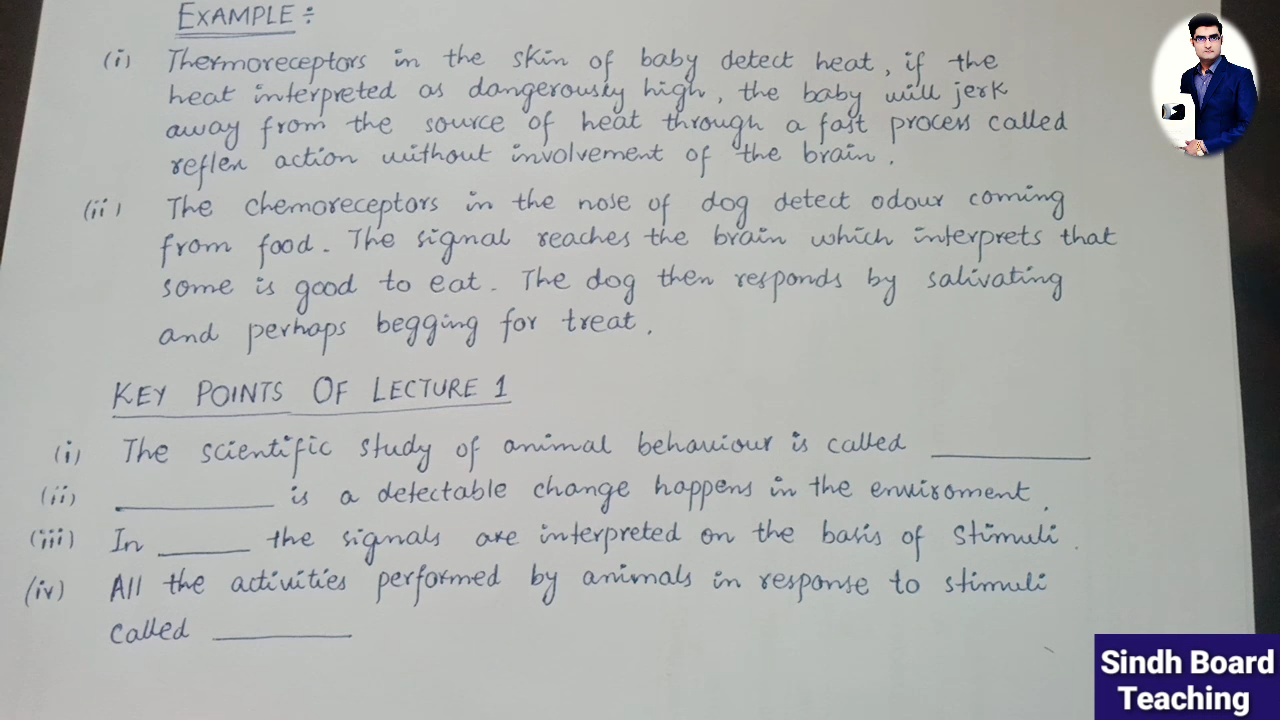 EXAMPLE :
(i) Thermoreceptors in the skin of baby detect heat, if the
heat interpreted as dangerously high, the baby will jerk
away from the source of heat through a fast process called
reflex action without involvement of the brain.
(ii) The chemoreceptors in the nose of dog detect odour coming
from food. The signal reaches the brain which interprets that
some is good to eat. The dog then responds by salivating
and perhaps begging for treat.
KEY POINTS OF LECTURE 1
(i) The scientific study of animal behaviour is called ________
(ii) ________ is a detectable change happens in the enviroment.
(iii) In _____ the signals are interpreted on the basis of stimuli.
(iv) All the activities performed by animals in response to stimuli
called ________
Sindh Board
Teaching